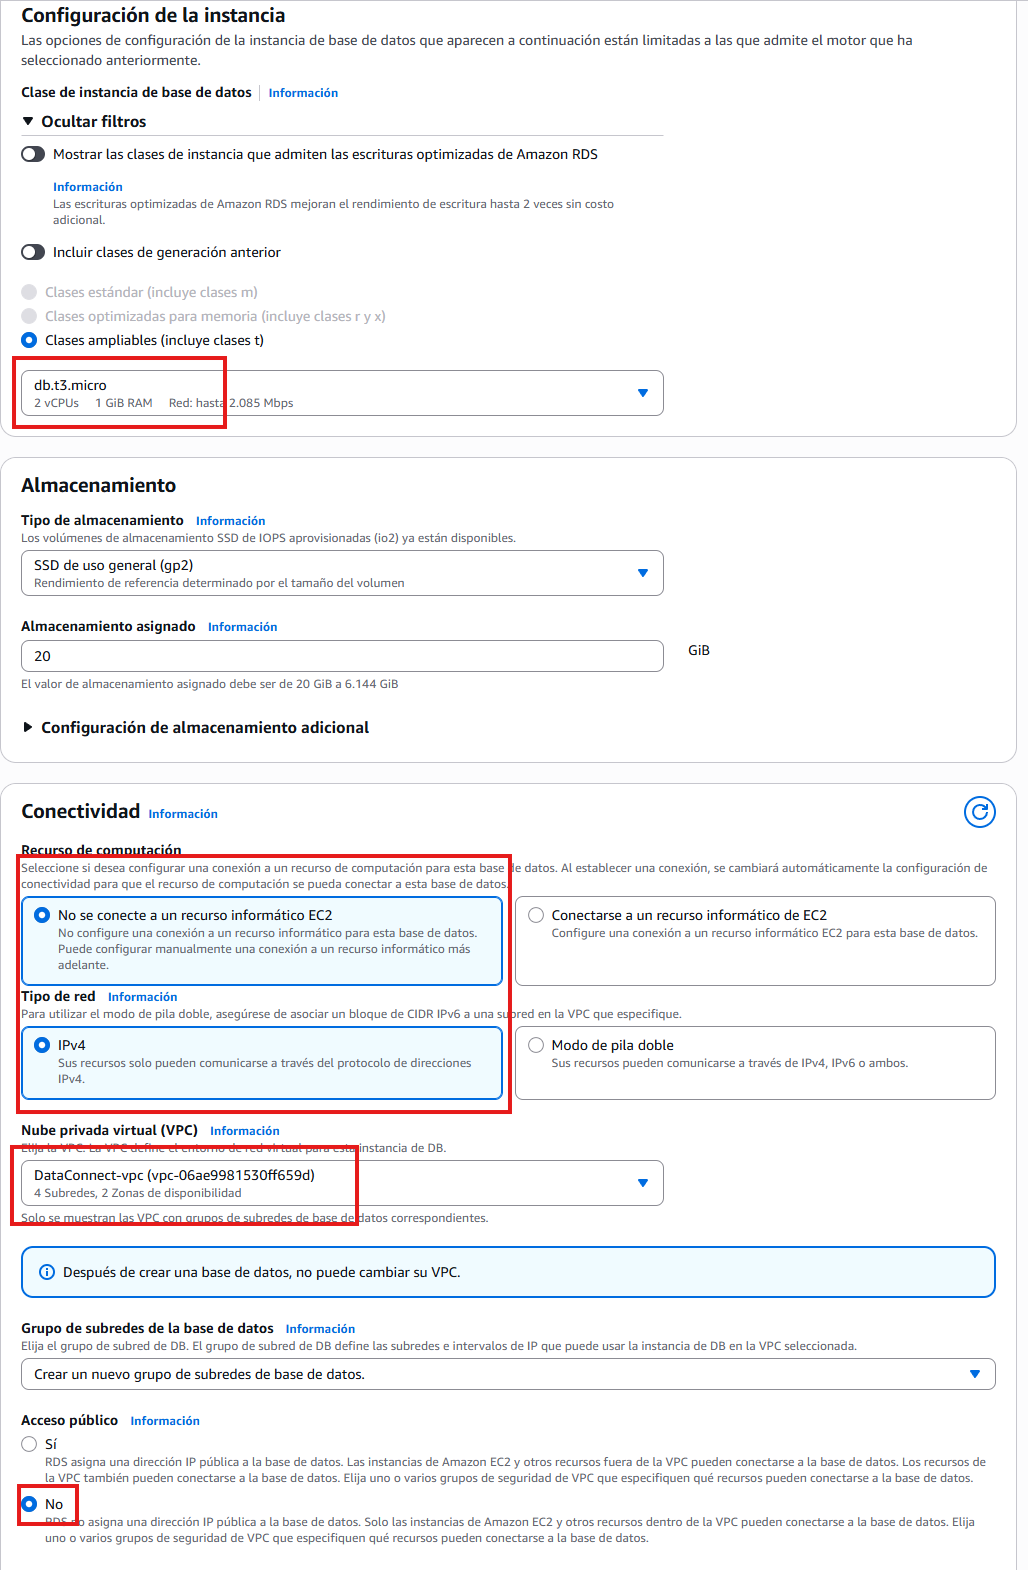 Configuración de la instancia
Las opciones de configuración de la instancia de base de datos que aparecen a continuación están limitadas a las que admite el motor que ha
seleccionado anteriormente.
Clase de instancia de base de datos Información
Ocultar filtros
Mostrar las clases de instancia que admiten las escrituras optimizadas de Amazon RDS
Información
Las escrituras optimizadas de Amazon RDS mejoran el rendimiento de escritura hasta 2 veces sin costo
adicional.
Incluir clases de generación anterior
Clases estándar (incluye clases m)
Clases optimizadas para memoria (incluye clases r y x)
Clases ampliables (incluye clases t)
db.t3.micro
2 vCPUs 1 GiB RAM Red: hasta 2.085 Mbps
Almacenamiento
Tipo de almacenamiento Información
Los volúmenes de almacenamiento SSD de IOPS aprovisionadas (io2) ya están disponibles.
SSD de uso general (gp2)
Rendimiento de referencia determinado por el tamaño del volumen
Almacenamiento asignado Información
20 GiB
El valor de almacenamiento asignado debe ser de 20 GiB a 6.144 GiB
Configuración de almacenamiento adicional
Conectividad Información
Recurso de computación
Seleccione si desea configurar una conexión a un recurso de computación para esta base de datos. Al establecer una conexión, se cambiará automáticamente la configuración de
conectividad para que el recurso de computación se pueda conectar a esta base de datos.
No se conecte a un recurso informático EC2
No configure una conexión a un recurso informático para esta base de datos.
Puede configurar manualmente una conexión a un recurso informático más
adelante.
Conectarse a un recurso informático de EC2
Configure una conexión a un recurso informático EC2 para esta base de datos.
Tipo de red Información
Para utilizar el modo de pila doble, asegúrese de asociar un bloque de CIDR IPv6 a una subred en la VPC que especifique.
IPv4
Sus recursos solo pueden comunicarse a través del protocolo de direcciones
IPv4.
Modo de pila doble
Sus recursos pueden comunicarse a través de IPv4, IPv6 o ambos.
Nube privada virtual (VPC) Información
Elija la VPC. La VPC define el entorno de red virtual para esta instancia de DB.
DataConnect-vpc (vpc-06ae9981530ff659d)
4 Subredes, 2 Zonas de disponibilidad
Solo se muestran las VPC con grupos de subredes de base de datos correspondientes.
Después de crear una base de datos, no puede cambiar su VPC.
Grupo de subredes de la base de datos Información
Elija el grupo de subred de DB. El grupo de subred de DB define las subredes e intervalos de IP que puede usar la instancia de DB en la VPC seleccionada.
Crear un nuevo grupo de subredes de base de datos.
Acceso público Información
Sí
RDS asigna una dirección IP pública a la base de datos. Las instancias de Amazon EC2 y otros recursos fuera de la VPC pueden conectarse a la base de datos. Los recursos de
la VPC también pueden conectarse a la base de datos. Elija uno o varios grupos de seguridad de VPC que especifiquen qué recursos pueden conectarse a la base de datos.
No
RDS no asigna una dirección IP pública a la base de datos. Solo las instancias de Amazon EC2 y otros recursos dentro de la VPC pueden conectarse a la base de datos. Elija
uno o varios grupos de seguridad de VPC que especifiquen qué recursos pueden conectarse a la base de datos.